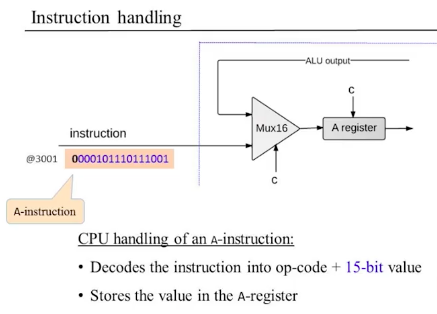 Instruction handling
ALU output
c
Mux16
A register
instruction
@3001 0000101110111001
c
A-instruction
CPU handling of an A-instruction:
• Decodes the instruction into op-code + 15-bit value
• Stores the value in the A-register